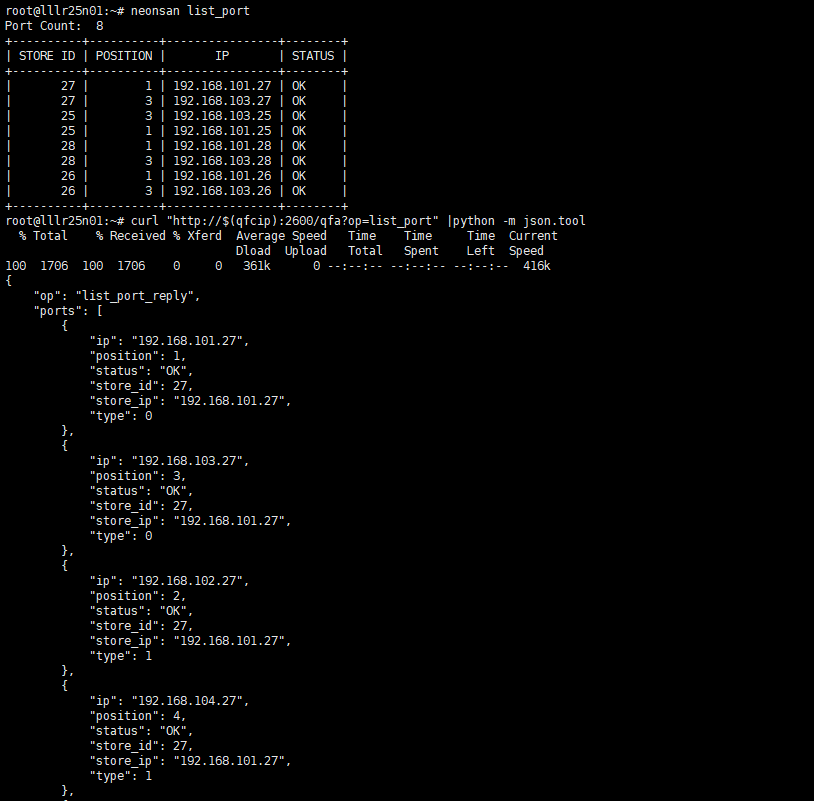 root@lllr25n01:~# neonsan list_port
Port Count:  8
+----------+----------+----------------+--------+
| STORE ID | POSITION |       IP       | STATUS |
+----------+----------+----------------+--------+
|       27 |        1 | 192.168.101.27 | OK     |
|       27 |        3 | 192.168.103.27 | OK     |
|       25 |        3 | 192.168.103.25 | OK     |
|       25 |        1 | 192.168.101.25 | OK     |
|       28 |        1 | 192.168.101.28 | OK     |
|       28 |        3 | 192.168.103.28 | OK     |
|       26 |        1 | 192.168.101.26 | OK     |
|       26 |        3 | 192.168.103.26 | OK     |
+----------+----------+----------------+--------+
root@lllr25n01:~# curl "http://$(qfcip):2600/qfa?op=list_port" |python -m json.tool
  % Total    % Received % Xferd  Average Speed   Time    Time     Time  Current
                                 Dload  Upload   Total   Spent    Left  Speed
100  1706  100  1706    0     0   361k      0 --:--:-- --:--:-- --:--:--  416k
{
    "op": "list_port_reply",
    "ports": [
        {
            "ip": "192.168.101.27",
            "position": 1,
            "status": "OK",
            "store_id": 27,
            "store_ip": "192.168.101.27",
            "type": 0
        },
        {
            "ip": "192.168.103.27",
            "position": 3,
            "status": "OK",
            "store_id": 27,
            "store_ip": "192.168.101.27",
            "type": 0
        },
        {
            "ip": "192.168.102.27",
            "position": 2,
            "status": "OK",
            "store_id": 27,
            "store_ip": "192.168.101.27",
            "type": 1
        },
        {
            "ip": "192.168.104.27",
            "position": 4,
            "status": "OK",
            "store_id": 27,
            "store_ip": "192.168.101.27",
            "type": 1
        },